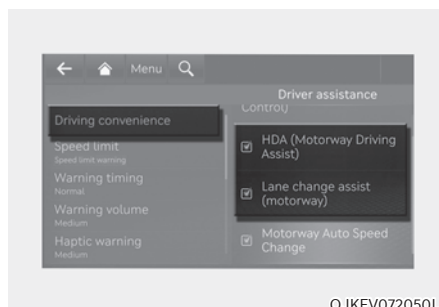 Menu
Driver assistance
Control)
Driving convenience
Speed limit
Speed limit warning
Warning timing
Normal
Warning volume
Medium
Haptic warning
Medium
HDA (Motorway Driving
Assist)
Lane change assist
(motorway)
Motorway Auto Speed
Change
OJKEV072050L